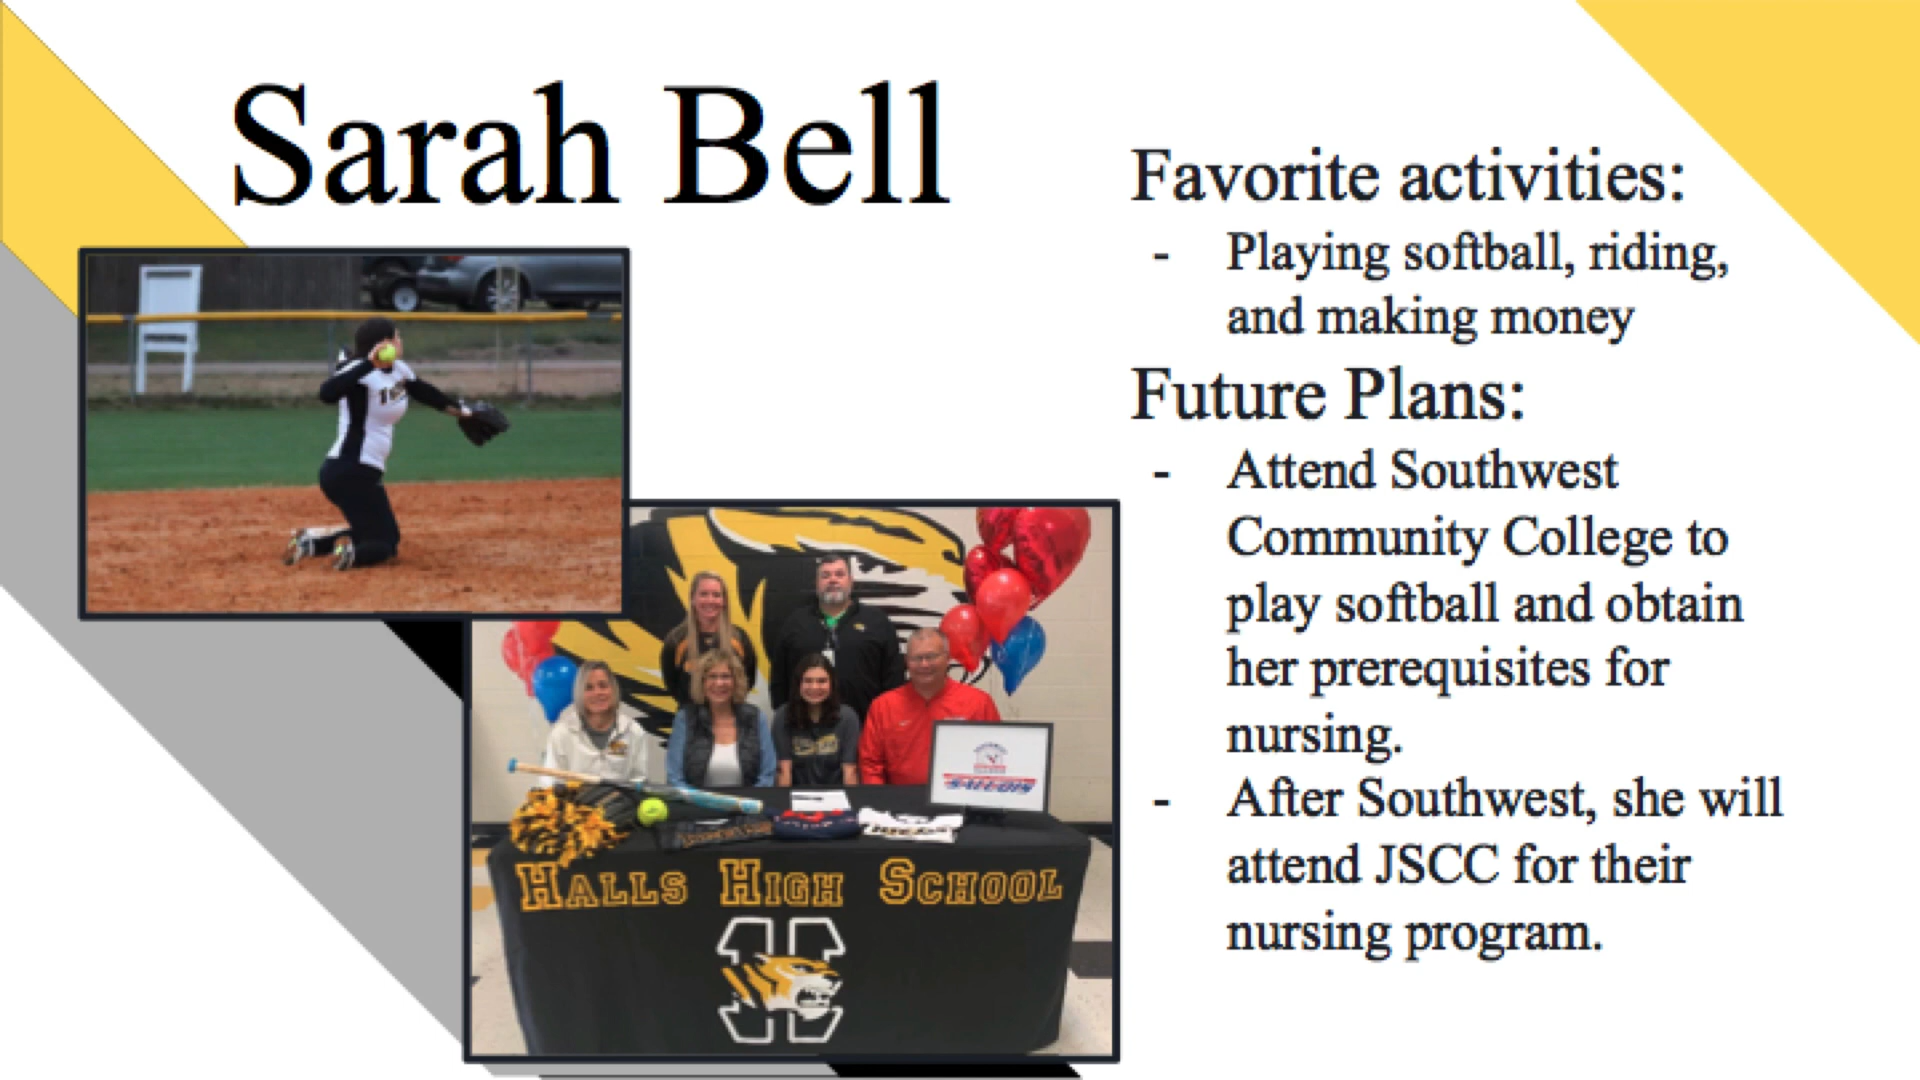 Sarah Bell
Favorite activities:
- Playing softball, riding,
and making money
Future Plans:
- Attend Southwest
Community College to
play softball and obtain
her prerequisites for
nursing.
- After Southwest, she will
attend JSCC for their
nursing program.
HALLS HIGH SCHOOL
H